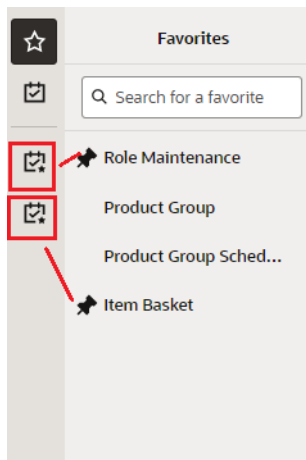 Favorites
Search for a favorite
Role Maintenance
Product Group
Product Group Sched...
Item Basket